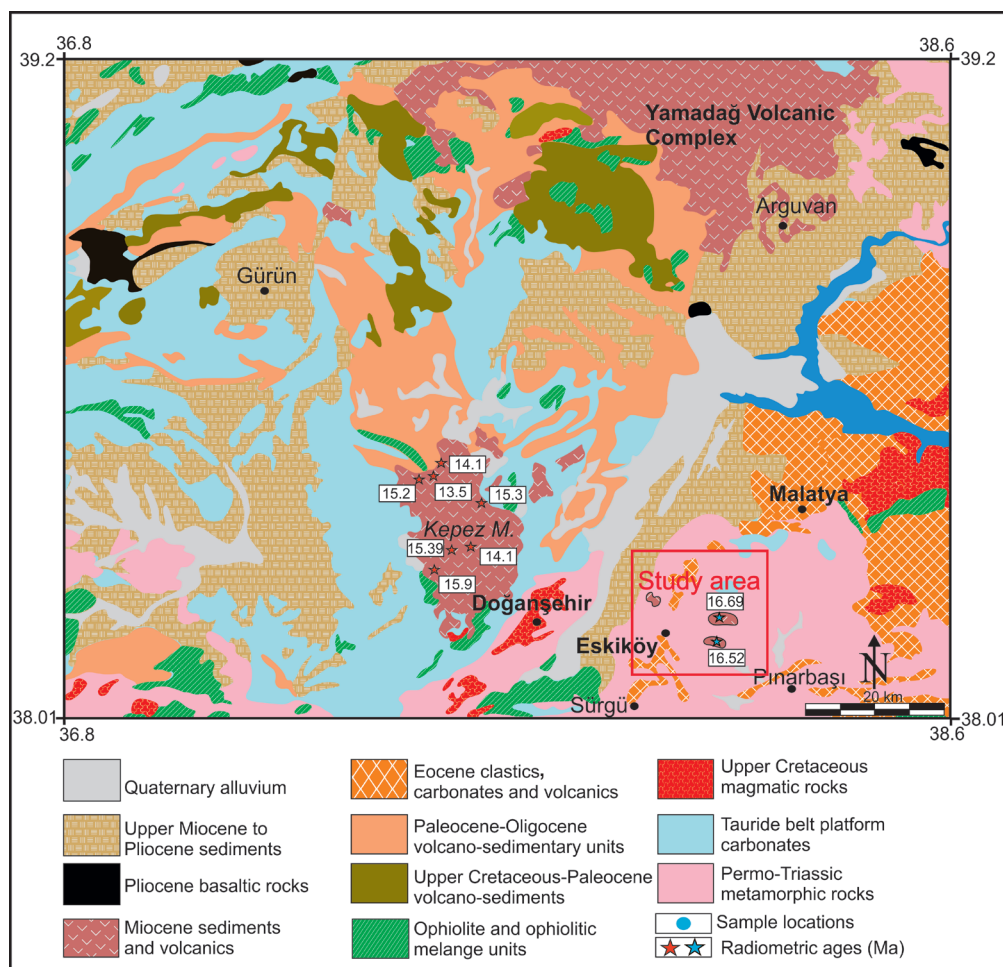 36.8
38.6
39.2
39.2
Yamadağ Volcanic
Complex
Arguvan
Gürün
14.1
15.2
13.5
15.3
Kepez M.
15.39
14.1
15.9
Malatya
Study area
16.69
Doğanşehir
Eskiköy
16.52
N
Pınarbaşı
20 km
Sürgü
38.01
38.01
36.8
38.6
Quaternary alluvium
Upper Miocene to
Pliocene sediments
Pliocene basaltic rocks
Miocene sediments
and volcanics
Eocene clastics,
carbonates and volcanics
Paleocene-Oligocene
volcano-sedimentary units
Upper Cretaceous-Paleocene
volcano-sediments
Ophiolite and ophiolitic
melange units
Upper Cretaceous
magmatic rocks
Tauride belt platform
carbonates
Permo-Triassic
metamorphic rocks
Sample locations
Radiometric ages (Ma)